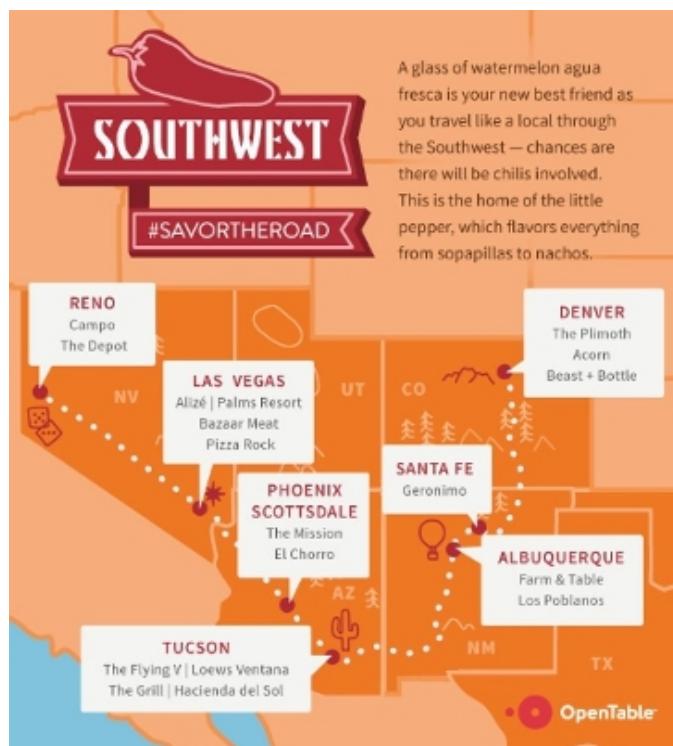 SOUTHWEST
#SAVORTHEROAD
A glass of watermelon agua
fresca is your new best friend as
you travel like a local through
the Southwest — chances are
there will be chilis involved.
This is the home of the little
pepper, which flavors everything
from sopapillas to nachos.
RENO
Campo
The Depot
DENVER
The Plimoth
Acorn
Beast + Bottle
LAS VEGAS
Alizé | Palms Resort
Bazaar Meat
Pizza Rock
NV
UT
CO
SANTA FE
Geronimo
PHOENIX
SCOTTSDALE
The Mission
El Chorro
ALBUQUERQUE
Farm & Table
Los Poblanos
AZ
TUCSON
The Flying V | Loews Ventana
The Grill | Hacienda del Sol
NM
TX
OpenTable